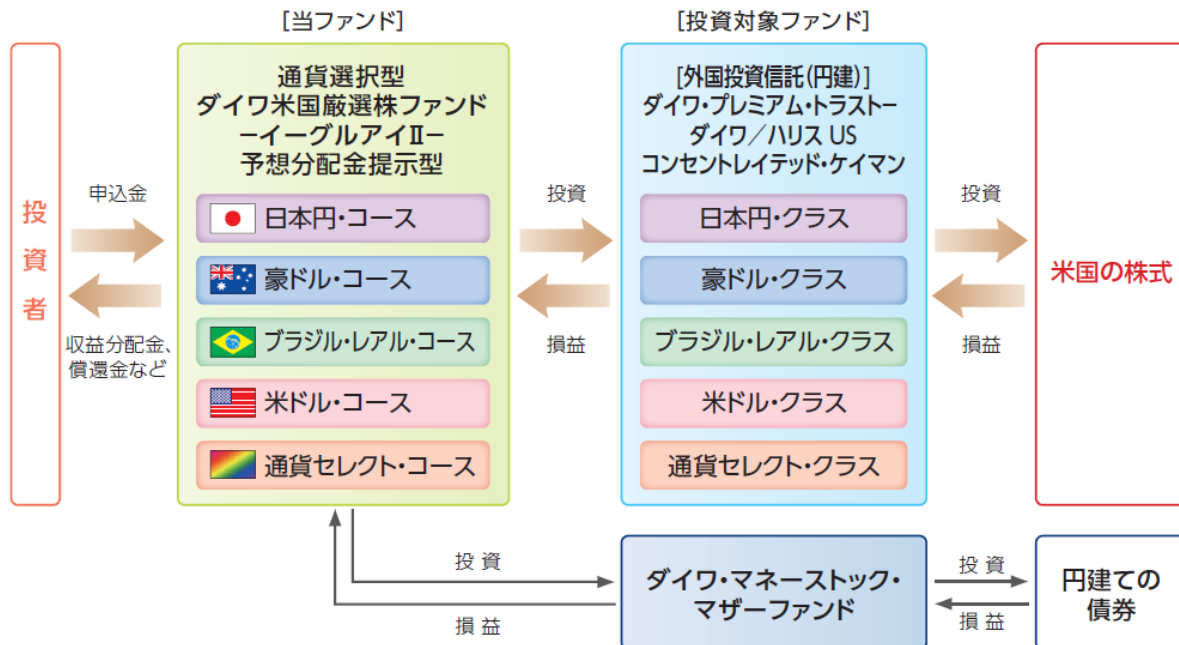 [当ファンド]
[投資対象ファンド]
投資者
申込金
収益分配金、
償還金など
通貨選択型
ダイワ米国厳選株ファンド
－イーグルアイⅡ－
予想分配金提示型
日本円・コース
豪ドル・コース
ブラジル・レアル・コース
米ドル・コース
通貨セレクト・コース
投資
損益
[外国投資信託(円建)]
ダイワ・プレミアム・トラスト－
ダイワ／ハリス US
コンセントレイテッド・ケイマン
日本円・クラス
豪ドル・クラス
ブラジル・レアル・クラス
米ドル・クラス
通貨セレクト・クラス
投資
損益
米国の株式
投 資
損 益
ダイワ・マネーストック・
マザーファンド
投 資
損 益
円建ての
債券